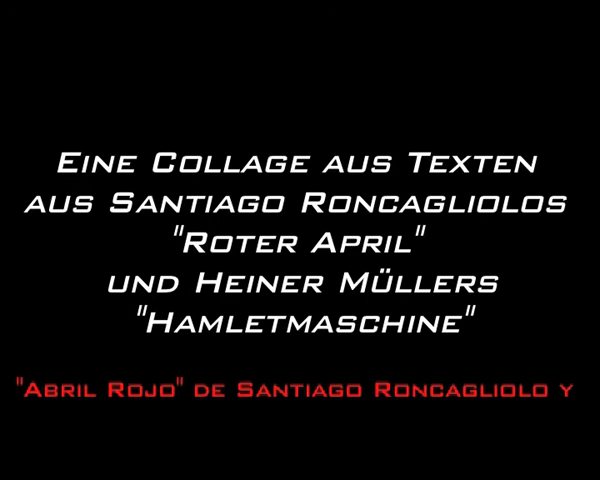 Eine Collage aus Texten
aus Santiago Roncagliolos
"Roter April"
und Heiner Müllers
"Hamletmaschine"
"Abril Rojo" de Santiago Roncagliolo y